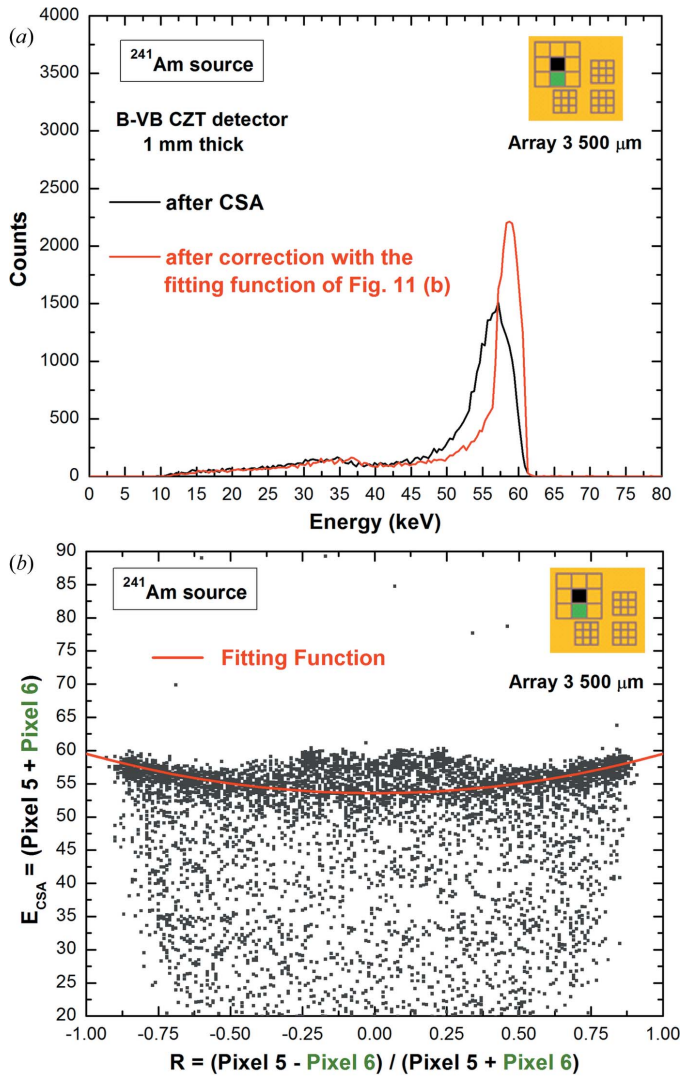 (a)
4000
3500
3000
2500
2000
1500
1000
500
0
Counts
²⁴¹Am source
B-VB CZT detector
1 mm thick
after CSA
after correction with the
fitting function of Fig. 11 (b)
Array 3 500 μm
0 5 10 15 20 25 30 35 40 45 50 55 60 65 70 75 80
Energy (keV)
(b)
90
85
80
75
70
65
60
55
50
45
40
35
30
25
20
E_CSA = (Pixel 5 + Pixel 6)
²⁴¹Am source
Fitting Function
Array 3 500 μm
-1.00 -0.75 -0.50 -0.25 0.00 0.25 0.50 0.75 1.00
R = (Pixel 5 - Pixel 6) / (Pixel 5 + Pixel 6)